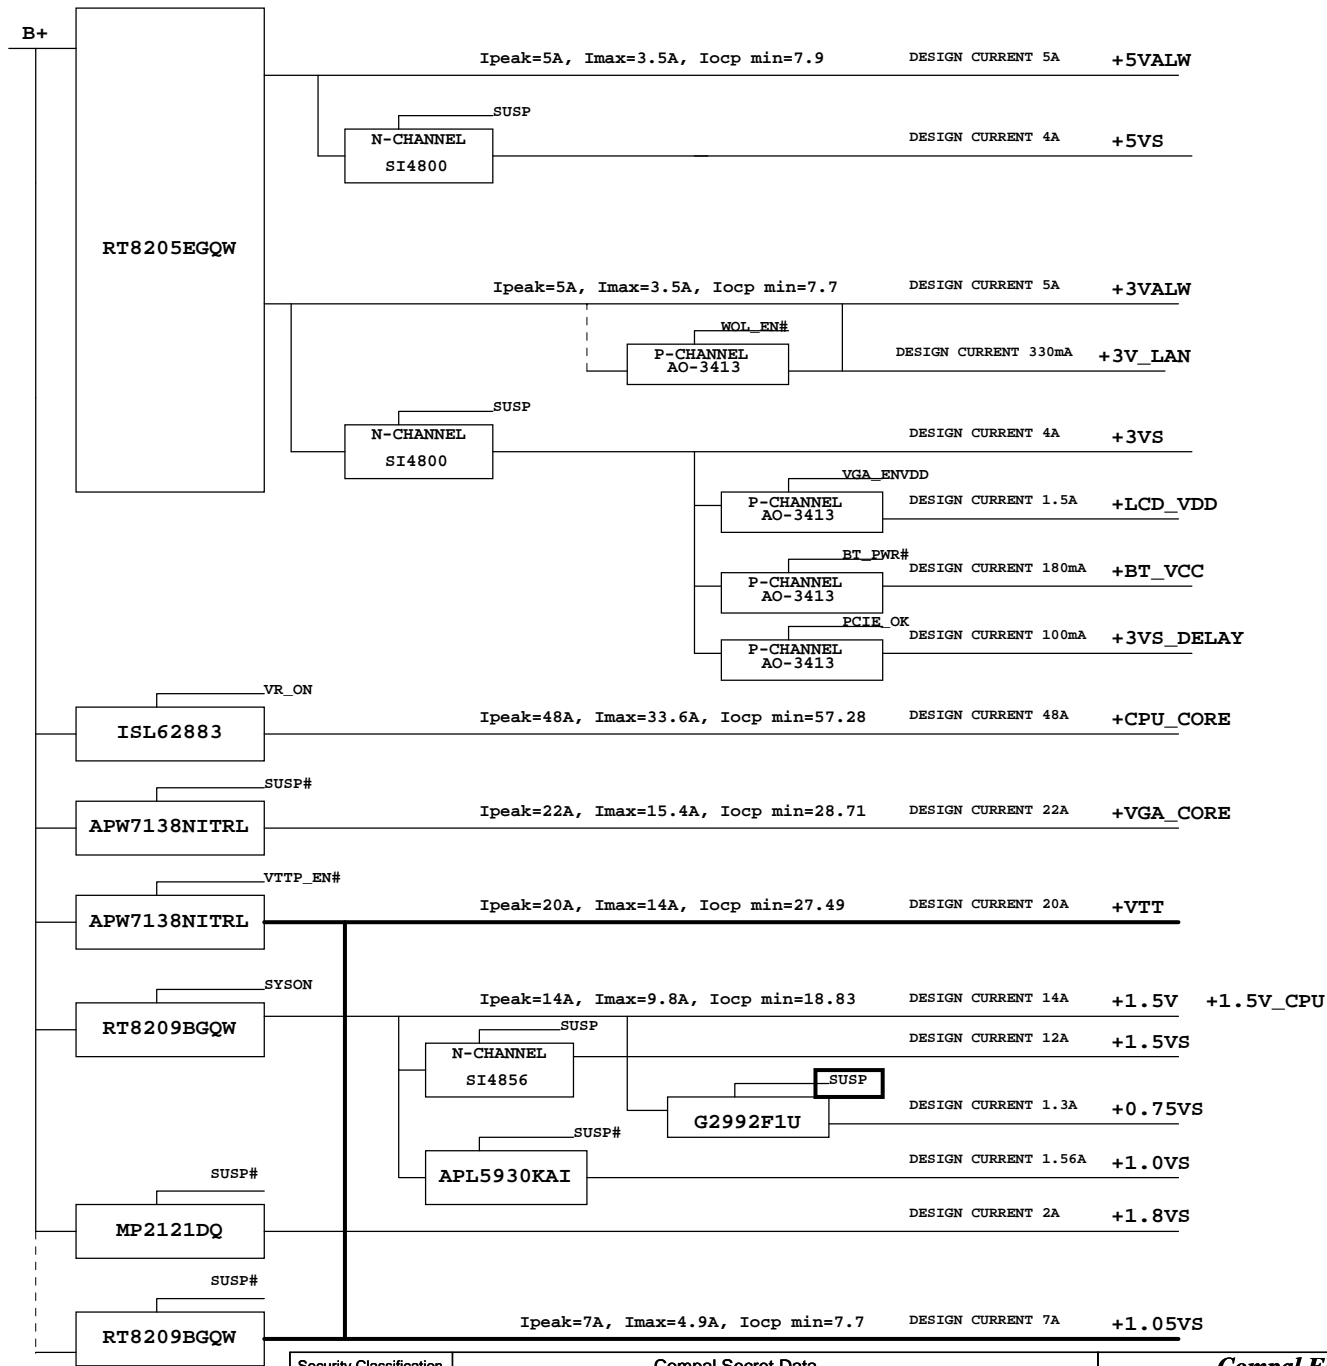 B+
Ipeak=5A, Imax=3.5A, Iocp min=7.9 DESIGN CURRENT 5A +5VALW
SUSP
N-CHANNEL
SI4800
DESIGN CURRENT 4A +5VS
RT8205EGQW
Ipeak=5A, Imax=3.5A, Iocp min=7.7 DESIGN CURRENT 5A +3VALW
WOL_EN#
P-CHANNEL
AO-3413
DESIGN CURRENT 330mA +3V_LAN
SUSP
N-CHANNEL
SI4800
DESIGN CURRENT 4A +3VS
VGA_ENVDD
P-CHANNEL
AO-3413
DESIGN CURRENT 1.5A +LCD_VDD
BT_PWR#
P-CHANNEL
AO-3413
DESIGN CURRENT 180mA +BT_VCC
PCIE_OK
P-CHANNEL
AO-3413
DESIGN CURRENT 100mA +3VS_DELAY
VR_ON
ISL62883
Ipeak=48A, Imax=33.6A, Iocp min=57.28 DESIGN CURRENT 48A +CPU_CORE
SUSP#
APW7138NITRL
Ipeak=22A, Imax=15.4A, Iocp min=28.71 DESIGN CURRENT 22A +VGA_CORE
VTTP_EN#
APW7138NITRL
Ipeak=20A, Imax=14A, Iocp min=27.49 DESIGN CURRENT 20A +VTT
SYSON
RT8209BGQW
Ipeak=14A, Imax=9.8A, Iocp min=18.83 DESIGN CURRENT 14A +1.5V +1.5V_CPU
SUSP
N-CHANNEL
SI4856
DESIGN CURRENT 12A +1.5VS
SUSP
G2992F1U
DESIGN CURRENT 1.3A +0.75VS
SUSP#
APL5930KAI
DESIGN CURRENT 1.56A +1.0VS
SUSP#
MP2121DQ
DESIGN CURRENT 2A +1.8VS
SUSP#
RT8209BGQW
Ipeak=7A, Imax=4.9A, Iocp min=7.7 DESIGN CURRENT 7A +1.05VS
Security Classification Compal Secret Data Compal E